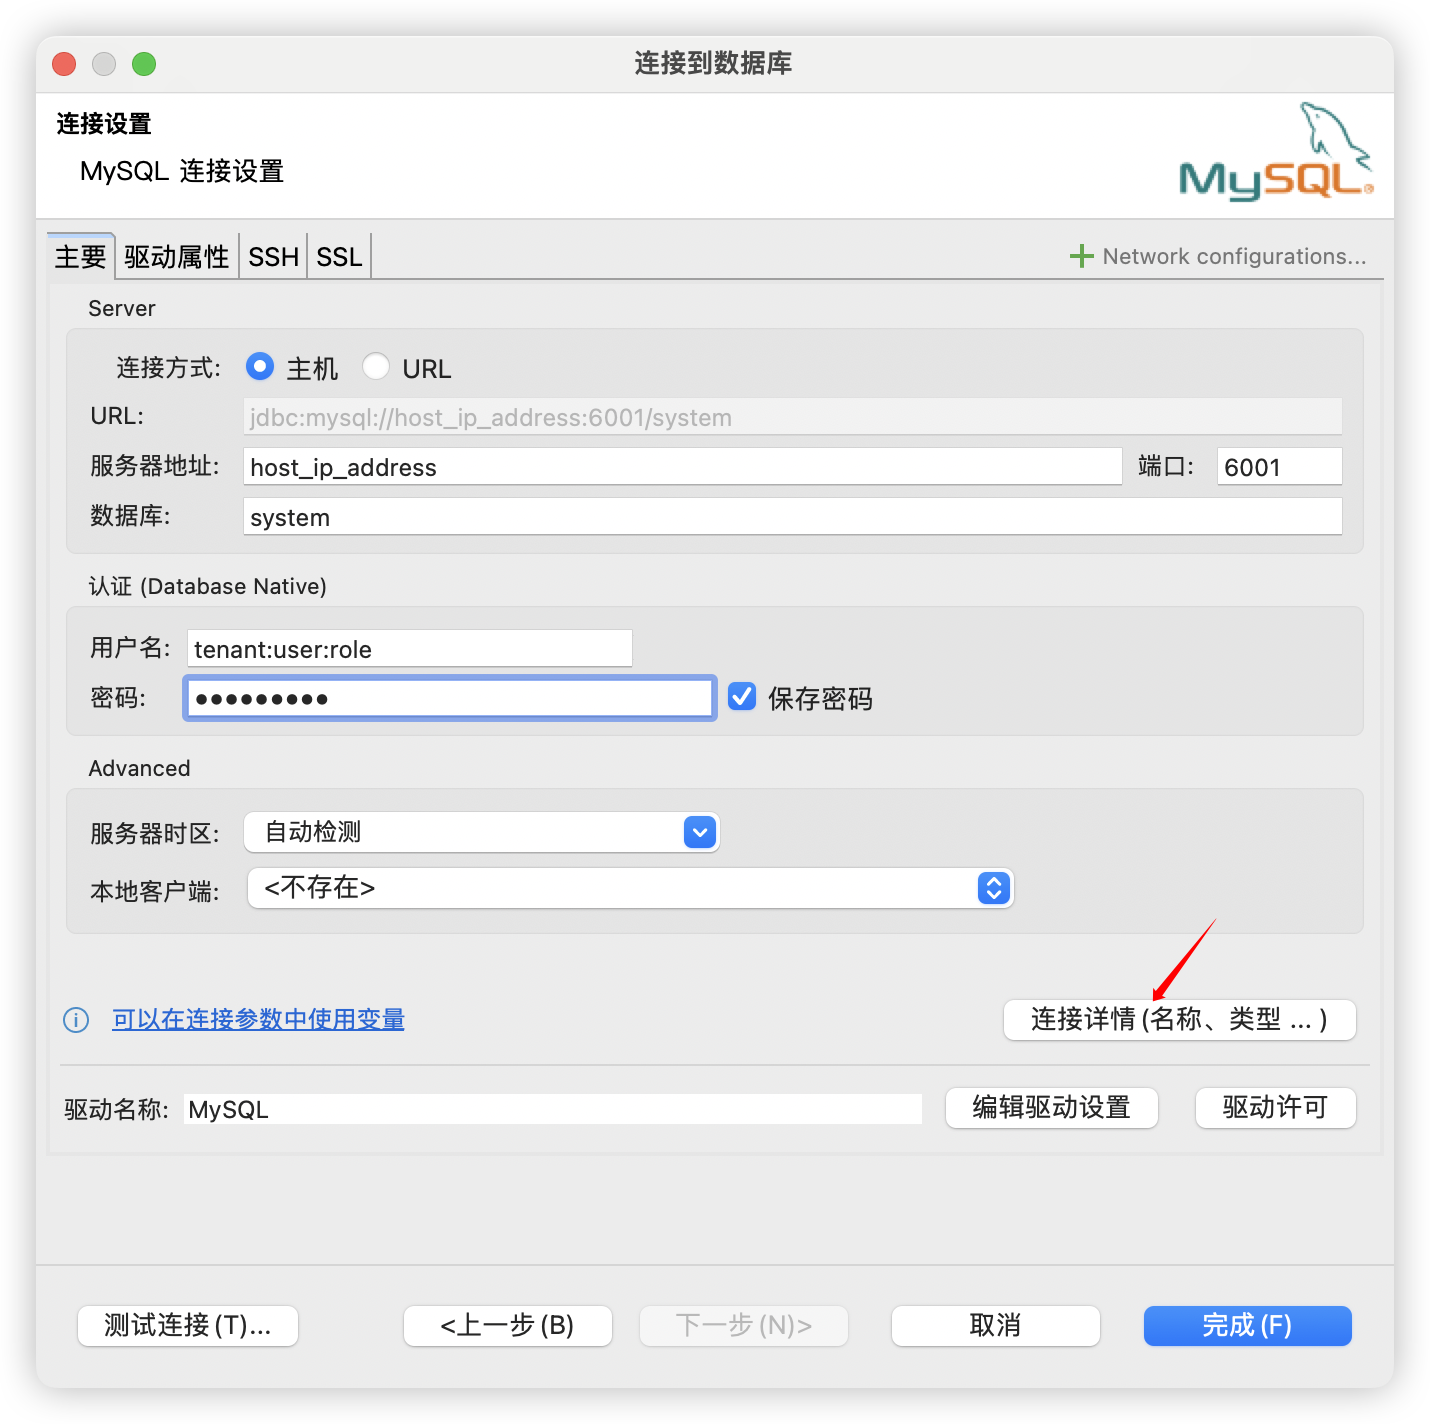 连接到数据库
连接设置
MySQL 连接设置
MySQL®
主要 驱动属性 SSH SSL Network configurations...
Server
连接方式: 主机 URL
URL: jdbc:mysql://host_ip_address:6001/system
服务器地址: host_ip_address 端口: 6001
数据库: system
认证 (Database Native)
用户名: tenant:user:role
密码: ••••••••• 保存密码
Advanced
服务器时区: 自动检测
本地客户端: <不存在>
可以在连接参数中使用变量 连接详情(名称、类型 ... )
驱动名称: MySQL 编辑驱动设置 驱动许可
测试连接(T)... <上一步(B) 下一步(N)> 取消 完成(F)